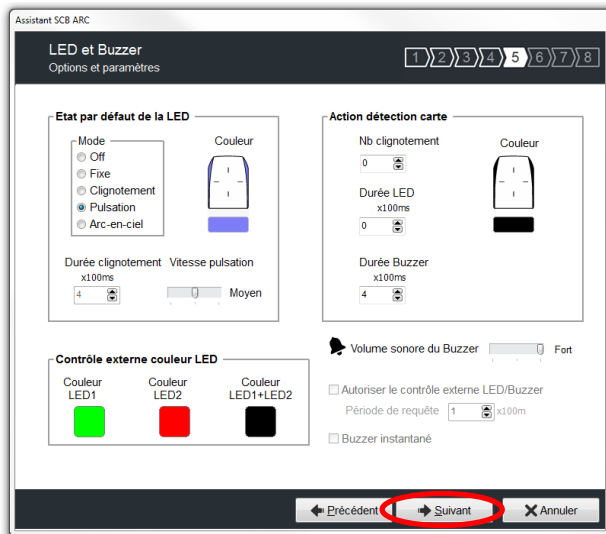 Assistant SCB ARC
LED et Buzzer
Options et paramètres
1 2 3 4 5 6 7 8
Etat par défaut de la LED
Mode
Off
Fixe
Clignotement
Pulsation
Arc-en-ciel
Couleur
Durée clignotement
x100ms
4
Vitesse pulsation
Moyen
Action détection carte
Nb clignotement
0
Couleur
Durée LED
x100ms
0
Durée Buzzer
x100ms
4
Contrôle externe couleur LED
Couleur
LED1
Couleur
LED2
Couleur
LED1+LED2
Volume sonore du Buzzer
Fort
Autoriser le contrôle externe LED/Buzzer
Période de requête 1 x100m
Buzzer instantané
Précédent
Suivant
Annuler